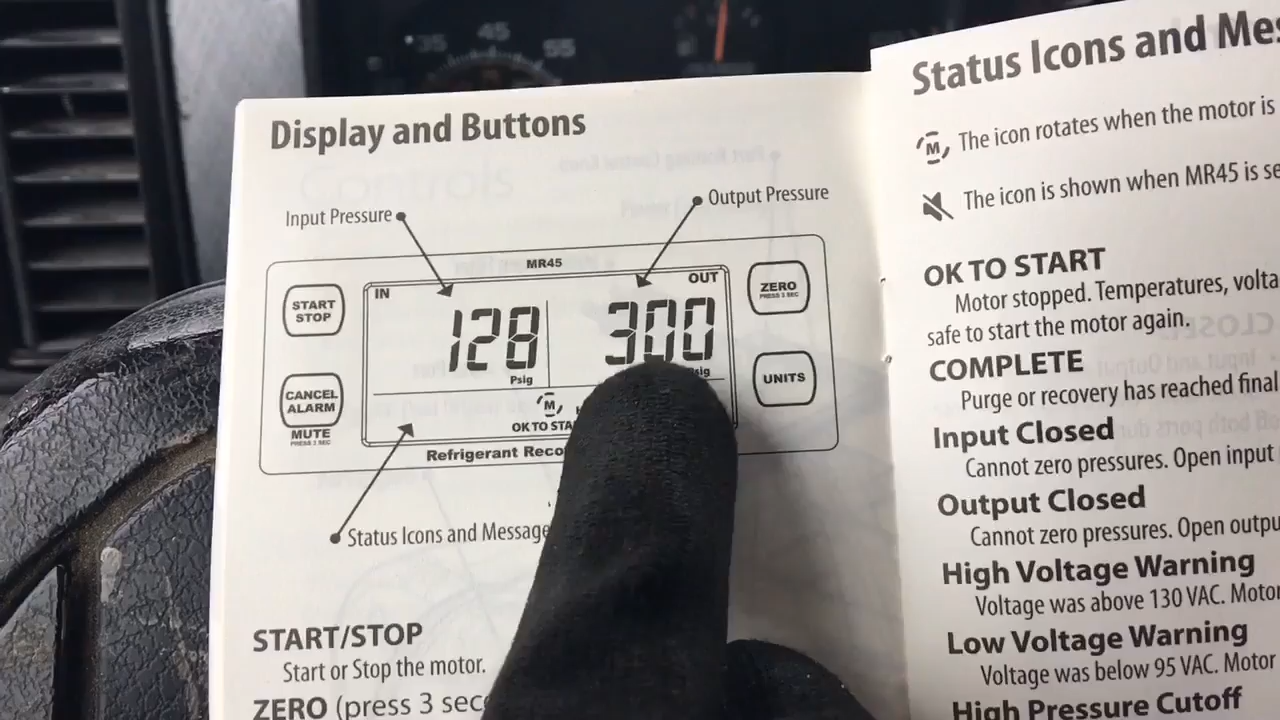 35
45
55
Display and Buttons
Input Pressure
Output Pressure
MR45
START
STOP
IN
OUT
128
300
Psig
sig
ZERO
PRESS 3 SEC
CANCEL
ALARM
MUTE
PRESS 3 SEC
UNITS
M
OK TO STA
Refrigerant Reco
Status Icons and Message
START/STOP
Start or Stop the motor.
ZERO (press 3 sec
Status Icons and Mes
M The icon rotates when the motor is
The icon is shown when MR45 is se
OK TO START
Motor stopped. Temperatures, volta
safe to start the motor again.
COMPLETE
Purge or recovery has reached final
Input Closed
Cannot zero pressures. Open input
Output Closed
Cannot zero pressures. Open outpu
High Voltage Warning
Voltage was above 130 VAC. Motor
Low Voltage Warning
Voltage was below 95 VAC. Motor
High Pressure Cutoff